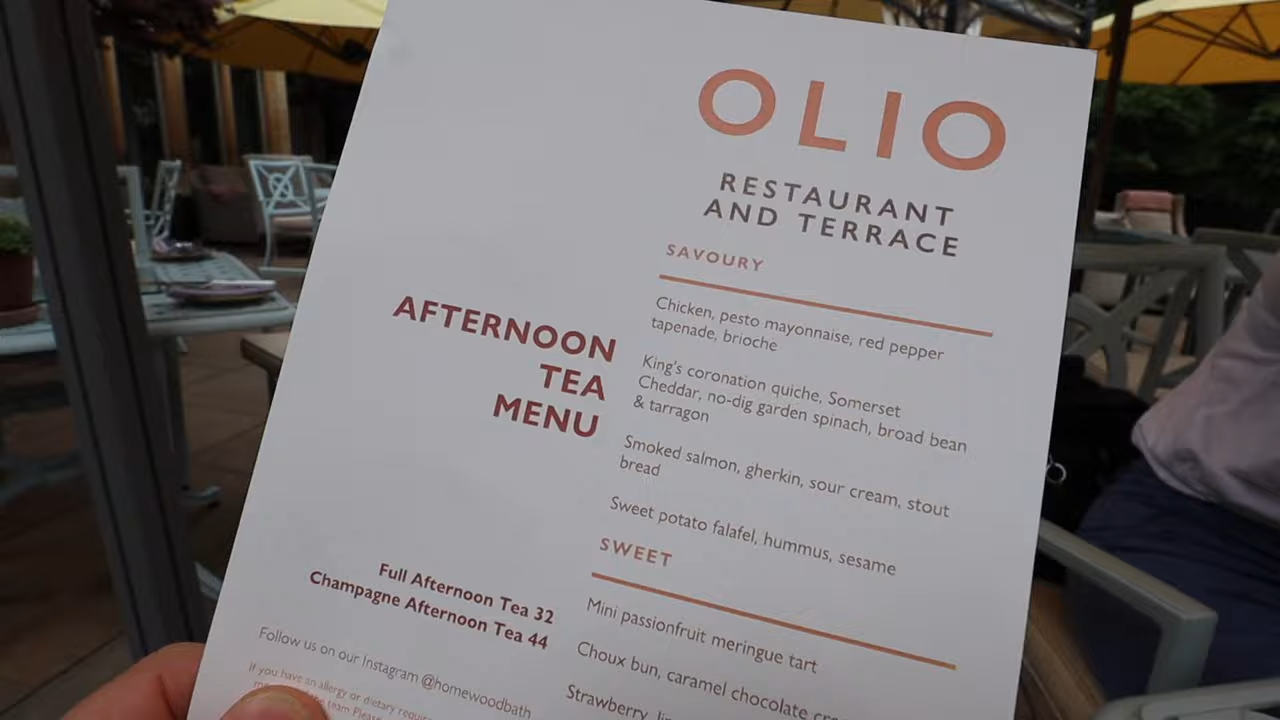 OLIO
RESTAURANT
AND TERRACE
SAVOURY
Chicken, pesto mayonnaise, red pepper
tapenade, brioche
King's coronation quiche, Somerset
Cheddar, no-dig garden spinach, broad bean
& tarragon
Smoked salmon, gherkin, sour cream, stout
bread
Sweet potato falafel, hummus, sesame
SWEET
Mini passionfruit meringue tart
Choux bun, caramel chocolate
Strawberry,
AFTERNOON
TEA
MENU
Full Afternoon Tea 32
Champagne Afternoon Tea 44
Follow us on our Instagram @homewoodbath
If you have an allergy or dietary
team Please